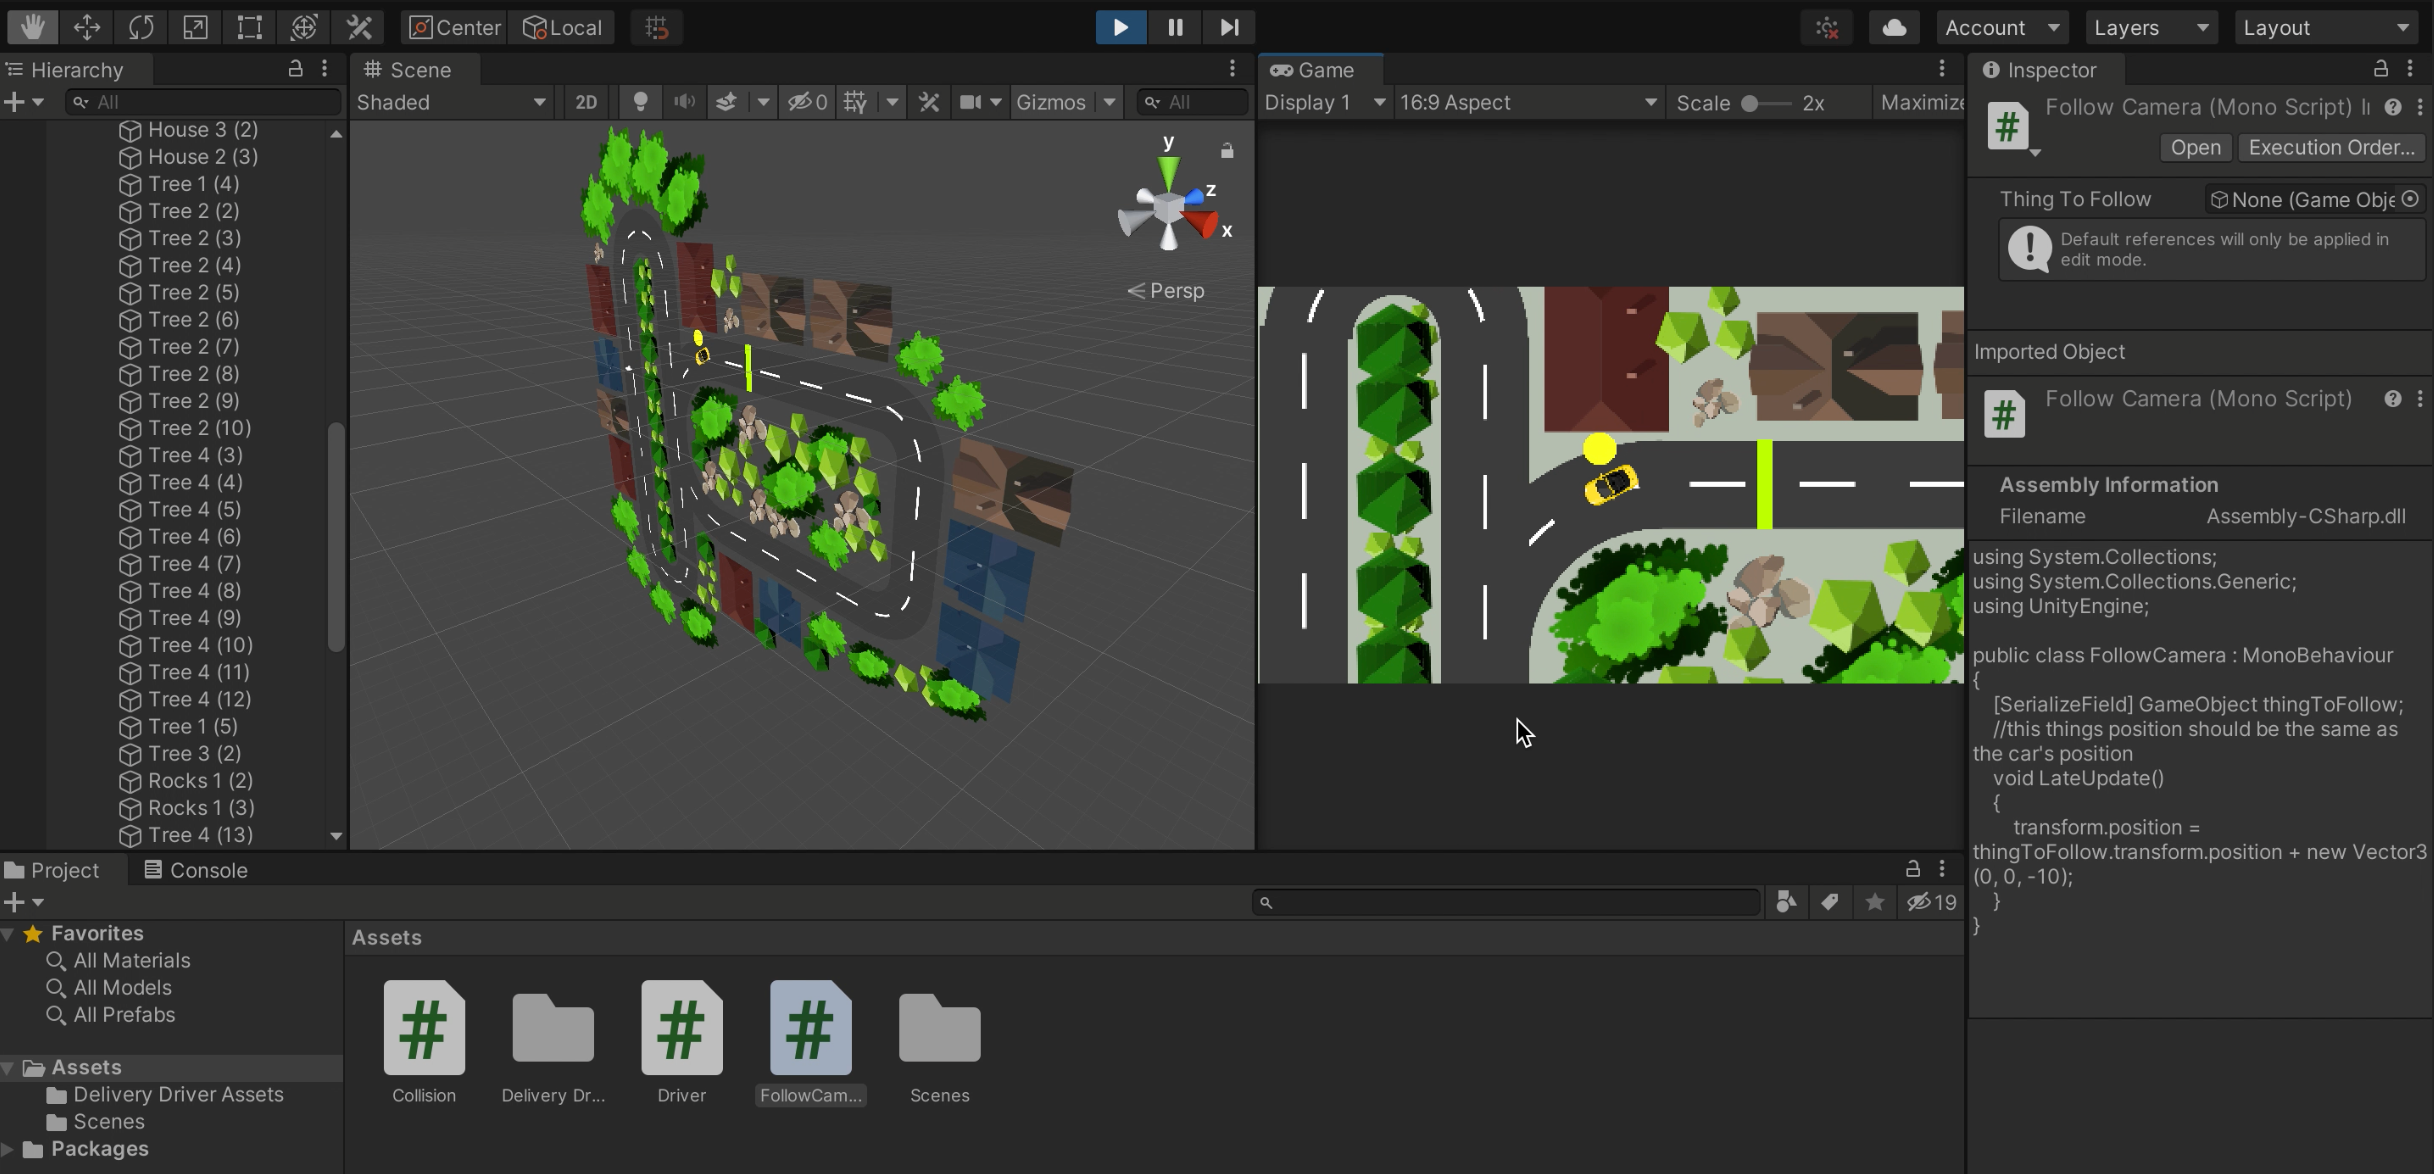 Center
Local
Account
Layers
Layout
Hierarchy
All
House 3 (2)
House 2 (3)
Tree 1 (4)
Tree 2 (2)
Tree 2 (3)
Tree 2 (4)
Tree 2 (5)
Tree 2 (6)
Tree 2 (7)
Tree 2 (8)
Tree 2 (9)
Tree 2 (10)
Tree 4 (3)
Tree 4 (4)
Tree 4 (5)
Tree 4 (6)
Tree 4 (7)
Tree 4 (8)
Tree 4 (9)
Tree 4 (10)
Tree 4 (11)
Tree 4 (12)
Tree 1 (5)
Tree 3 (2)
Rocks 1 (2)
Rocks 1 (3)
Tree 4 (13)
Scene
Shaded
2D
0
Gizmos
All
y
z
x
Persp
Game
Display 1
16:9 Aspect
Scale
2x
Maximize
Inspector
Follow Camera (Mono Script) I
Open
Execution Order...
Thing To Follow
None (Game Obje
Default references will only be applied in
edit mode.
Imported Object
Follow Camera (Mono Script)
Assembly Information
Filename
Assembly-CSharp.dll
using System.Collections;
using System.Collections.Generic;
using UnityEngine;
public class FollowCamera : MonoBehaviour
{
[SerializeField] GameObject thingToFollow;
//this things position should be the same as
the car's position
void LateUpdate()
{
transform.position =
thingToFollow.transform.position + new Vector3
(0, 0, -10);
}
}
Project
Console
19
Favorites
All Materials
All Models
All Prefabs
Assets
Delivery Driver Assets
Scenes
Packages
Assets
Collision
Delivery Dr...
Driver
FollowCam...
Scenes